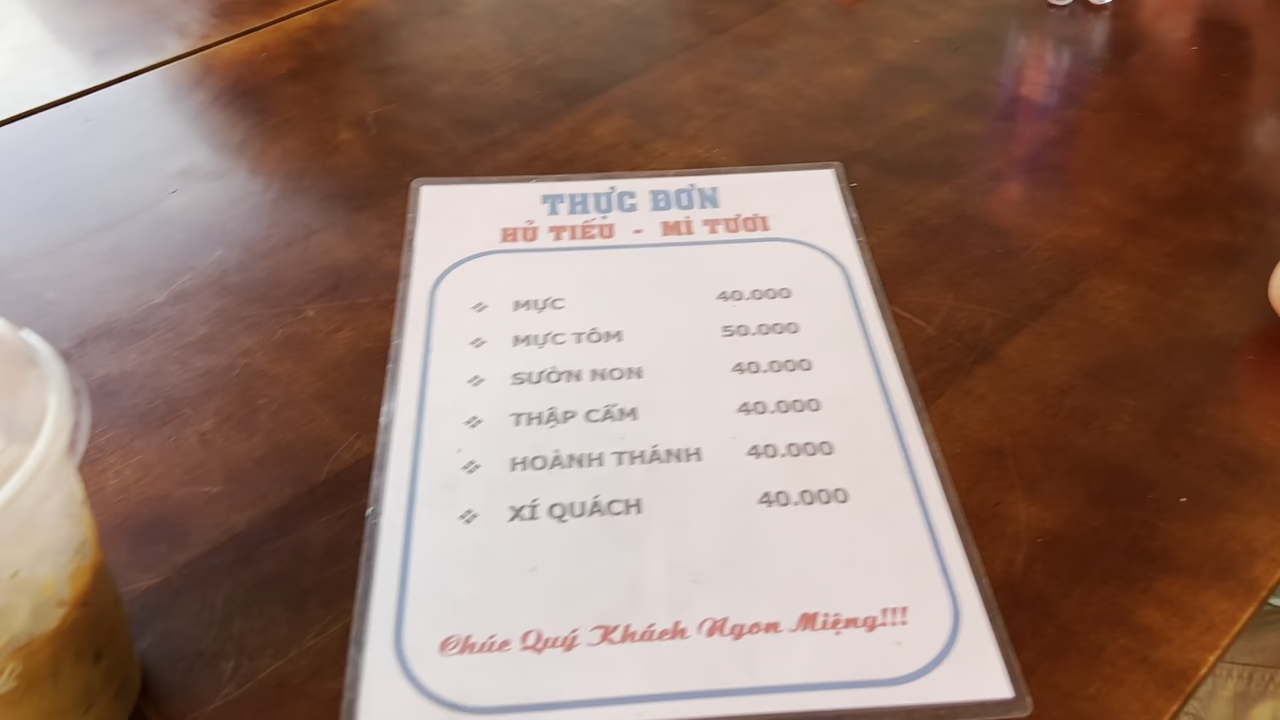 THỰC ĐƠN
HỦ TIẾU - MÌ TƯƠI
MỰC 40.000
MỰC TÔM 50.000
SƯỜN NON 40.000
THẬP CẨM 40.000
HOÀNH THÁNH 40.000
XÍ QUÁCH 40.000
Chúc Quý Khách Ngon Miệng!!!